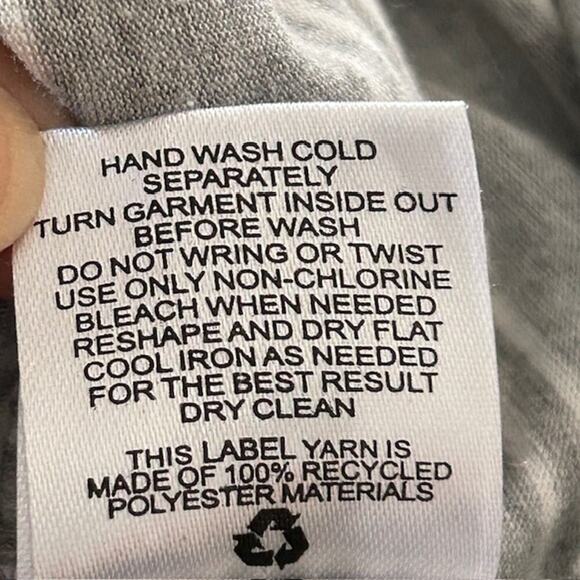 HAND WASH COLD
SEPARATELY
TURN GARMENT INSIDE OUT
BEFORE WASH
DO NOT WRING OR TWIST
USE ONLY NON-CHLORINE
BLEACH WHEN NEEDED
RESHAPE AND DRY FLAT
COOL IRON AS NEEDED
FOR THE BEST RESULT
DRY CLEAN
THIS LABEL YARN IS
MADE OF 100% RECYCLED
POLYESTER MATERIALS